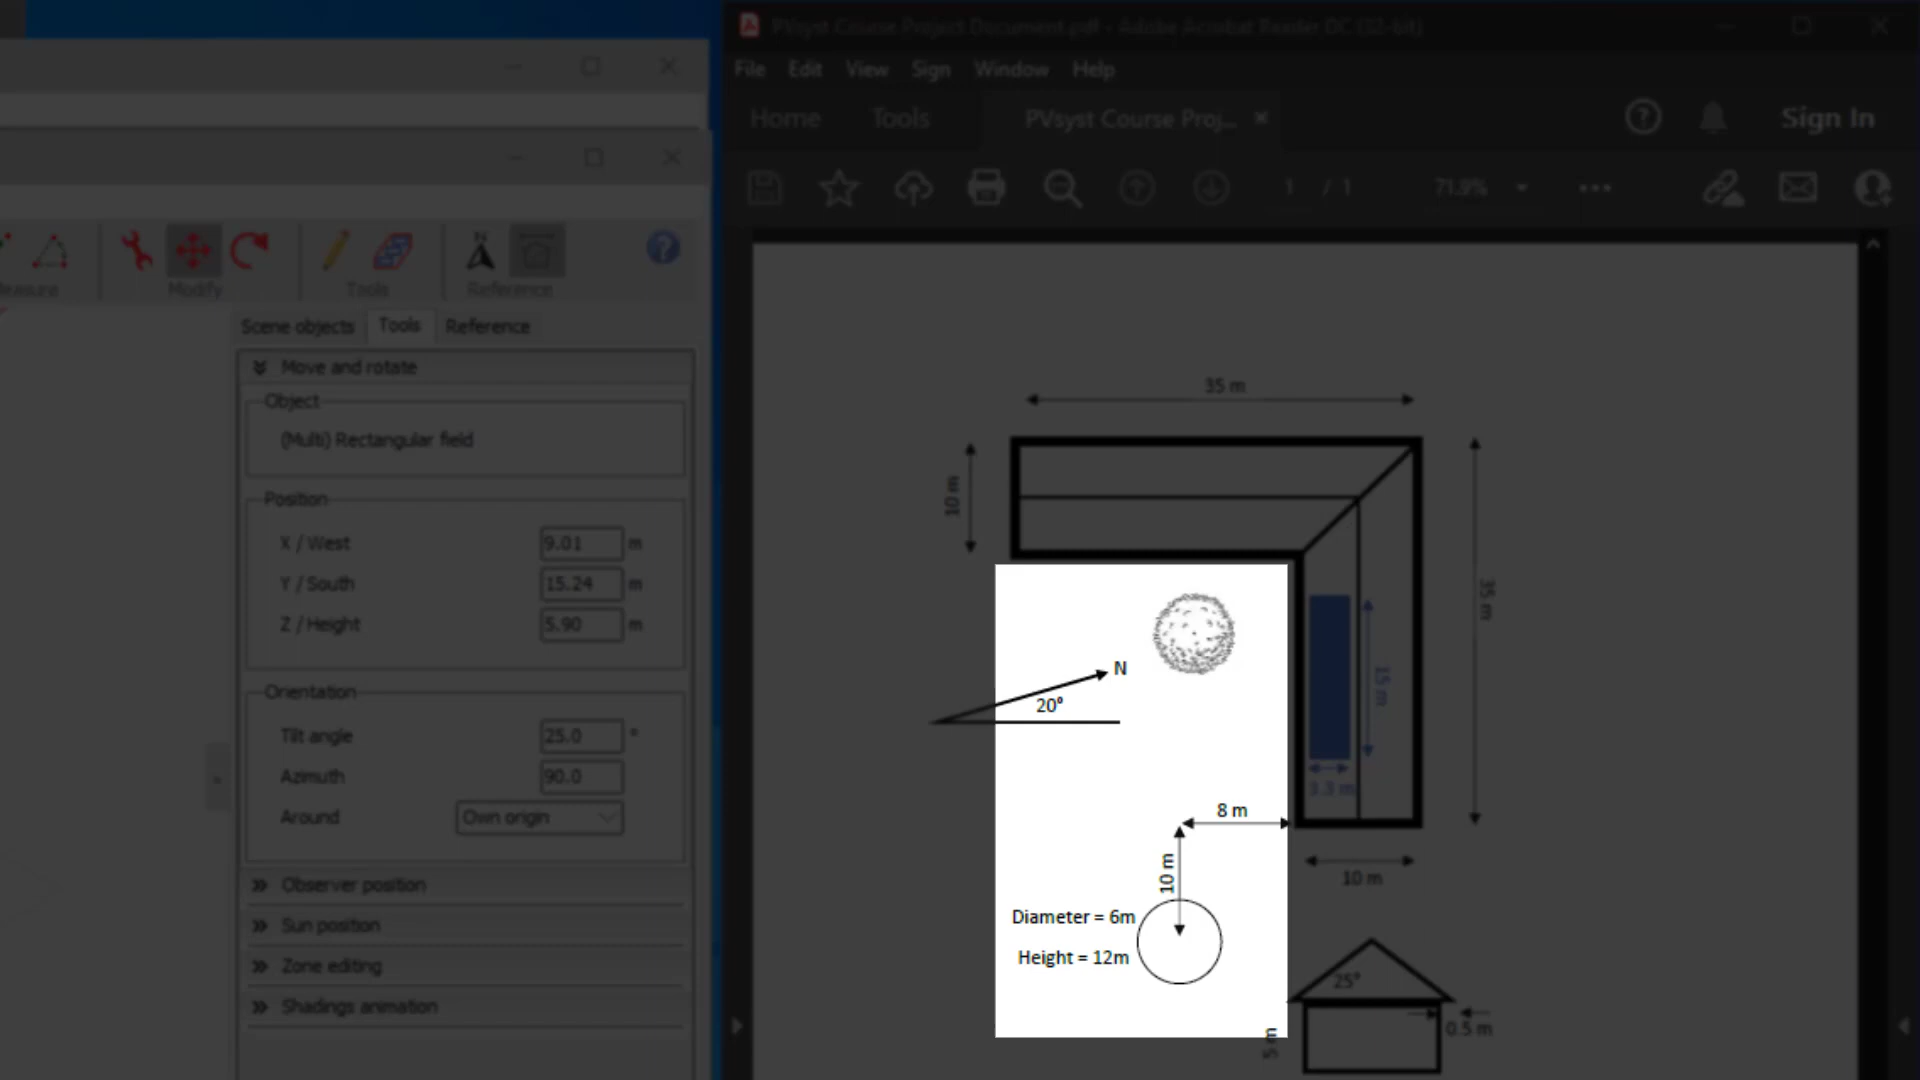 PVsyst Course Project Document.pdf - Adobe Acrobat Reader DC (32-bit)
File Edit View Sign Window Help
Home Tools PVsyst Course Proj... Sign In
1 / 1 71.9%
Modify Tools Reference
Scene objects Tools Reference
Move and rotate
Object
(Multi) Rectangular field
Position
X / West 9.01 m
Y / South 15.24 m
Z / Height 5.90 m
Orientation
Tilt angle 25.0 °
Azimuth 90.0
Around Own origin
Observer position
Sun position
Zone editing
Shadings animation
35 m
10 m
35 m
N
20°
15 m
3.3 m
8 m
10 m
10 m
Diameter = 6m
Height = 12m
25°
0.5 m
5 m